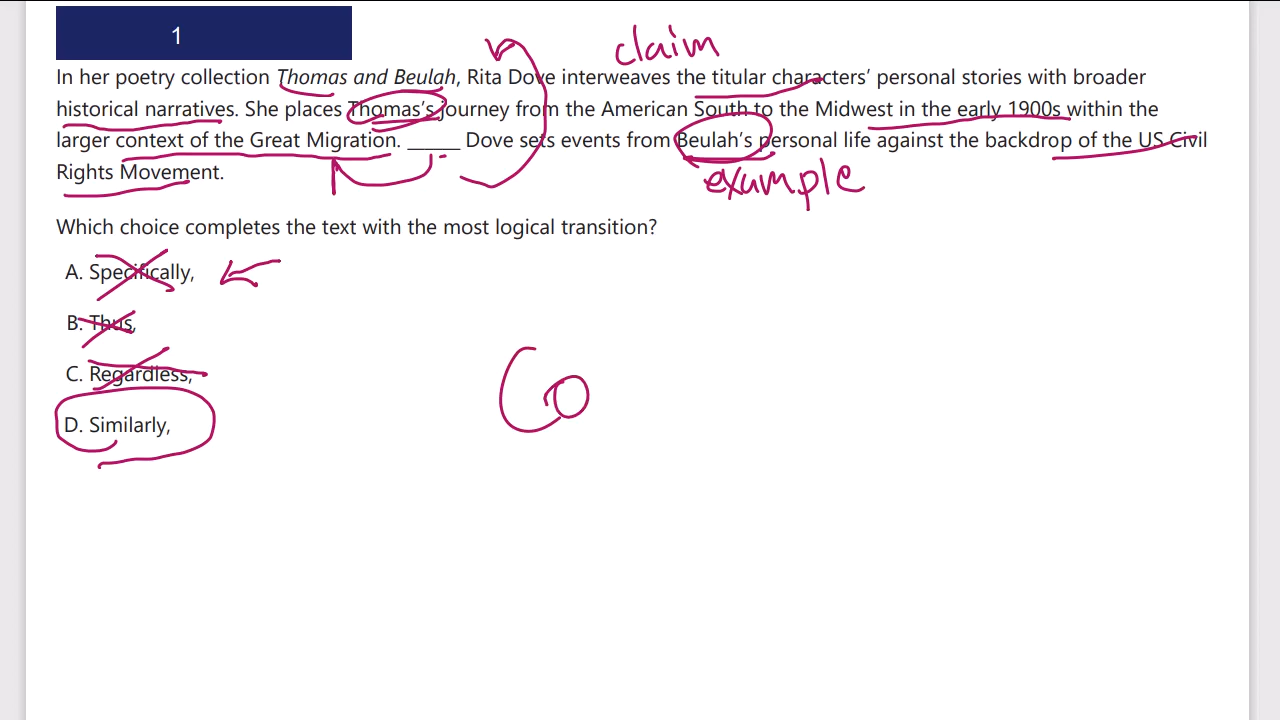 1
claim
In her poetry collection Thomas and Beulah, Rita Dove interweaves the titular characters’ personal stories with broader
historical narratives. She places Thomas’s journey from the American South to the Midwest in the early 1900s within the
larger context of the Great Migration. ______ Dove sets events from Beulah’s personal life against the backdrop of the US Civil
Rights Movement.
example
Which choice completes the text with the most logical transition?
A. Specifically,
B. Thus,
C. Regardless,
D. Similarly,